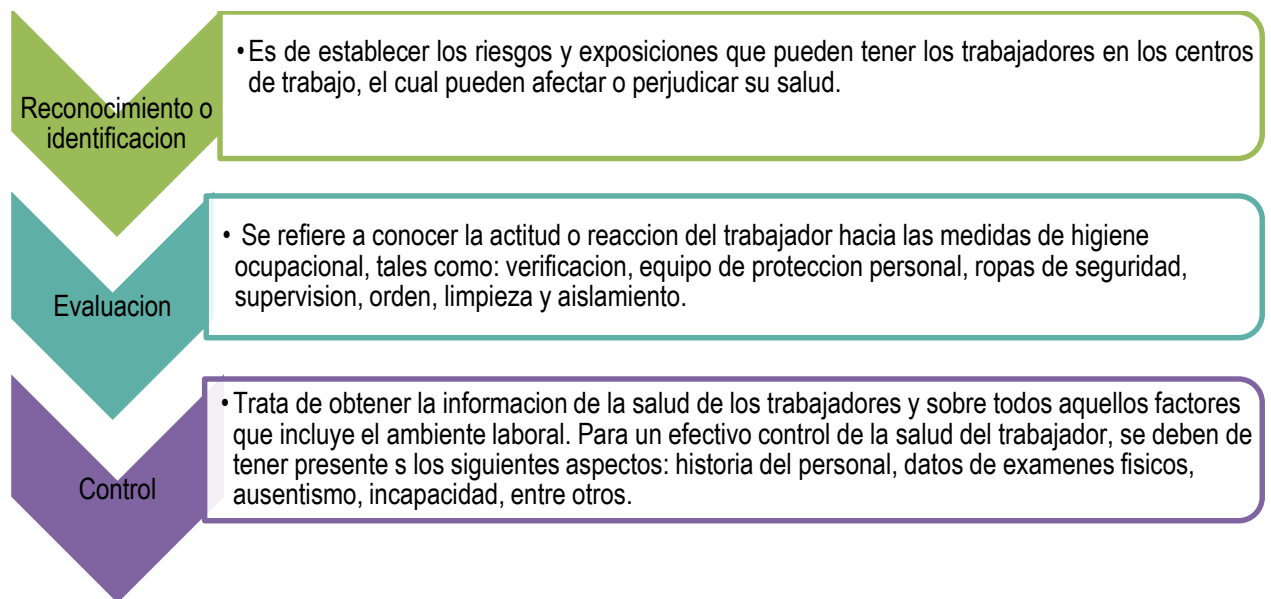 Reconocimiento o
identificacion
•Es de establecer los riesgos y exposiciones que pueden tener los trabajadores en los centros
de trabajo, el cual pueden afectar o perjudicar su salud.
Evaluacion
• Se refiere a conocer la actitud o reaccion del trabajador hacia las medidas de higiene
ocupacional, tales como: verificacion, equipo de proteccion personal, ropas de seguridad,
supervision, orden, limpieza y aislamiento.
Control
•Trata de obtener la informacion de la salud de los trabajadores y sobre todos aquellos factores
que incluye el ambiente laboral. Para un efectivo control de la salud del trabajador, se deben de
tener presente s los siguientes aspectos: historia del personal, datos de examenes fisicos,
ausentismo, incapacidad, entre otros.